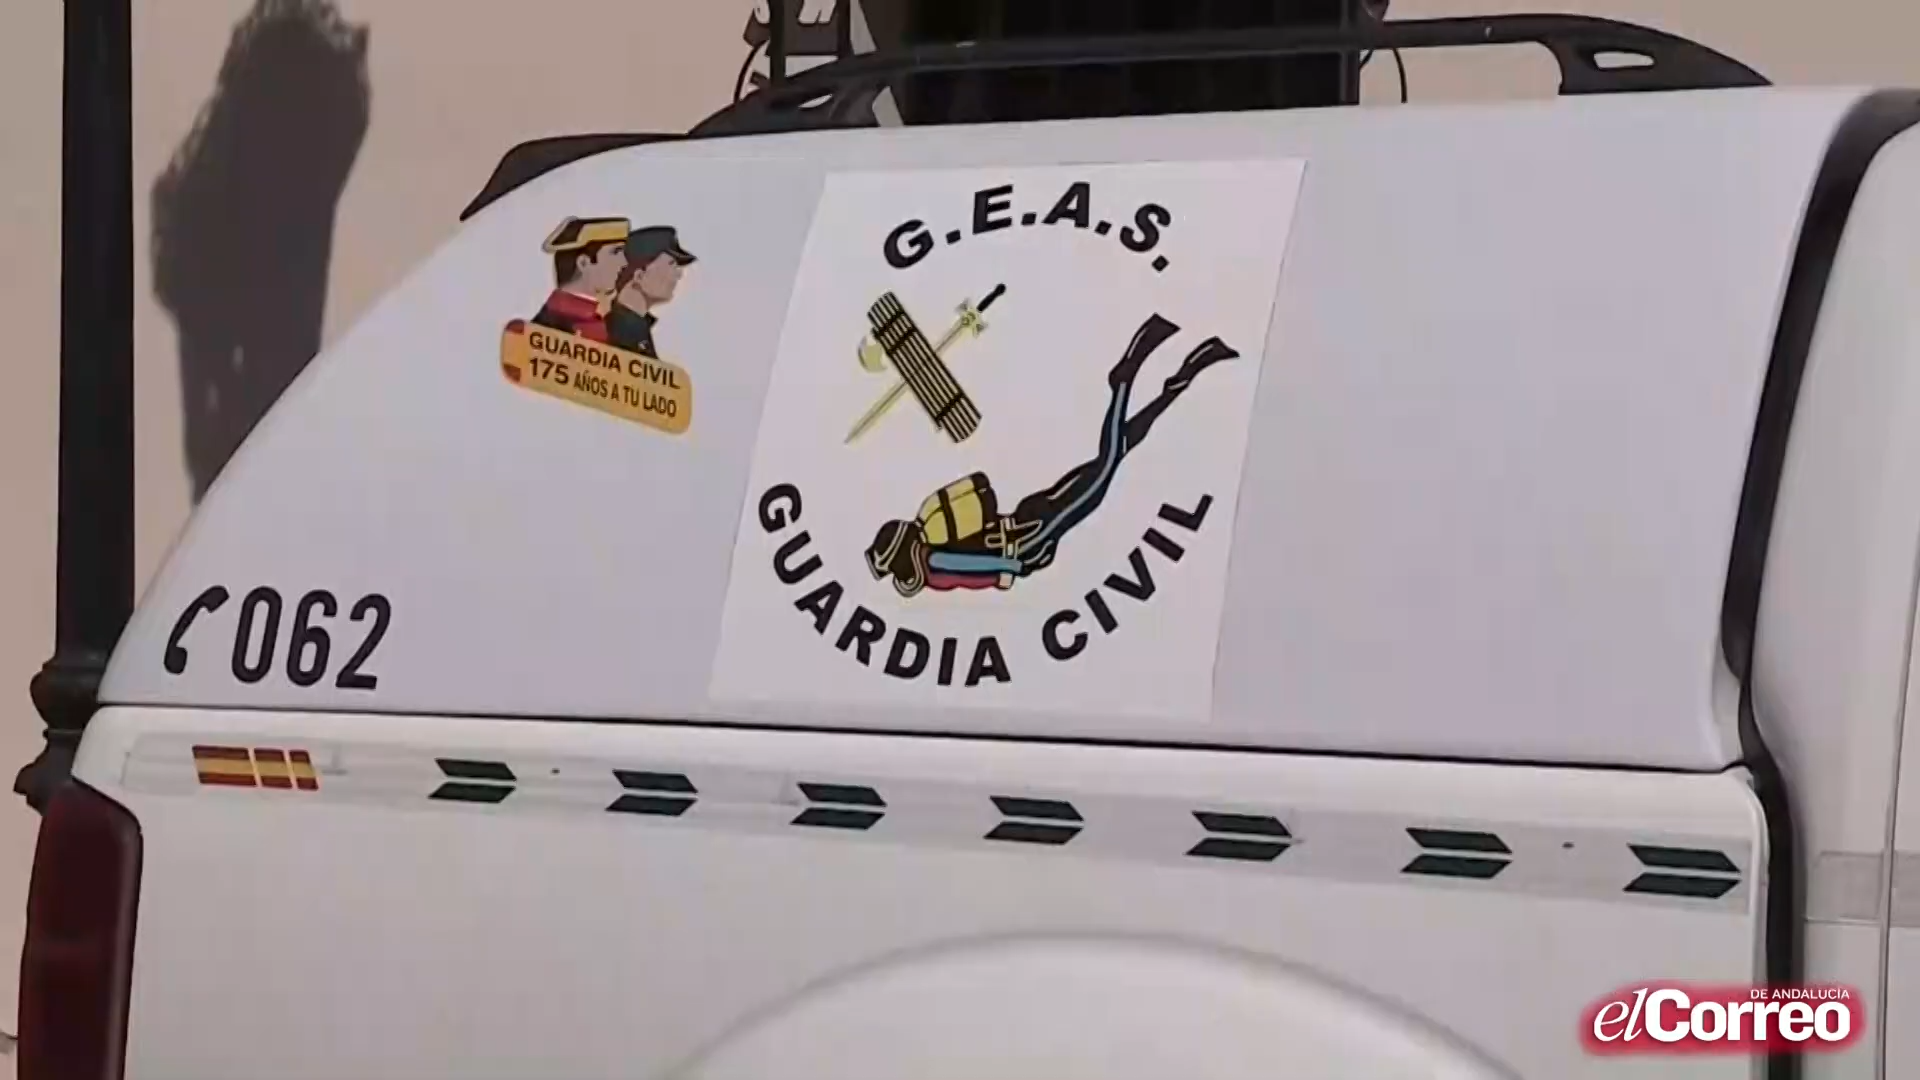 G.E.A.S.
GUARDIA CIVIL
GUARDIA CIVIL
175 AÑOS A TU LADO
062
DE ANDALUCÍA
elCorreo